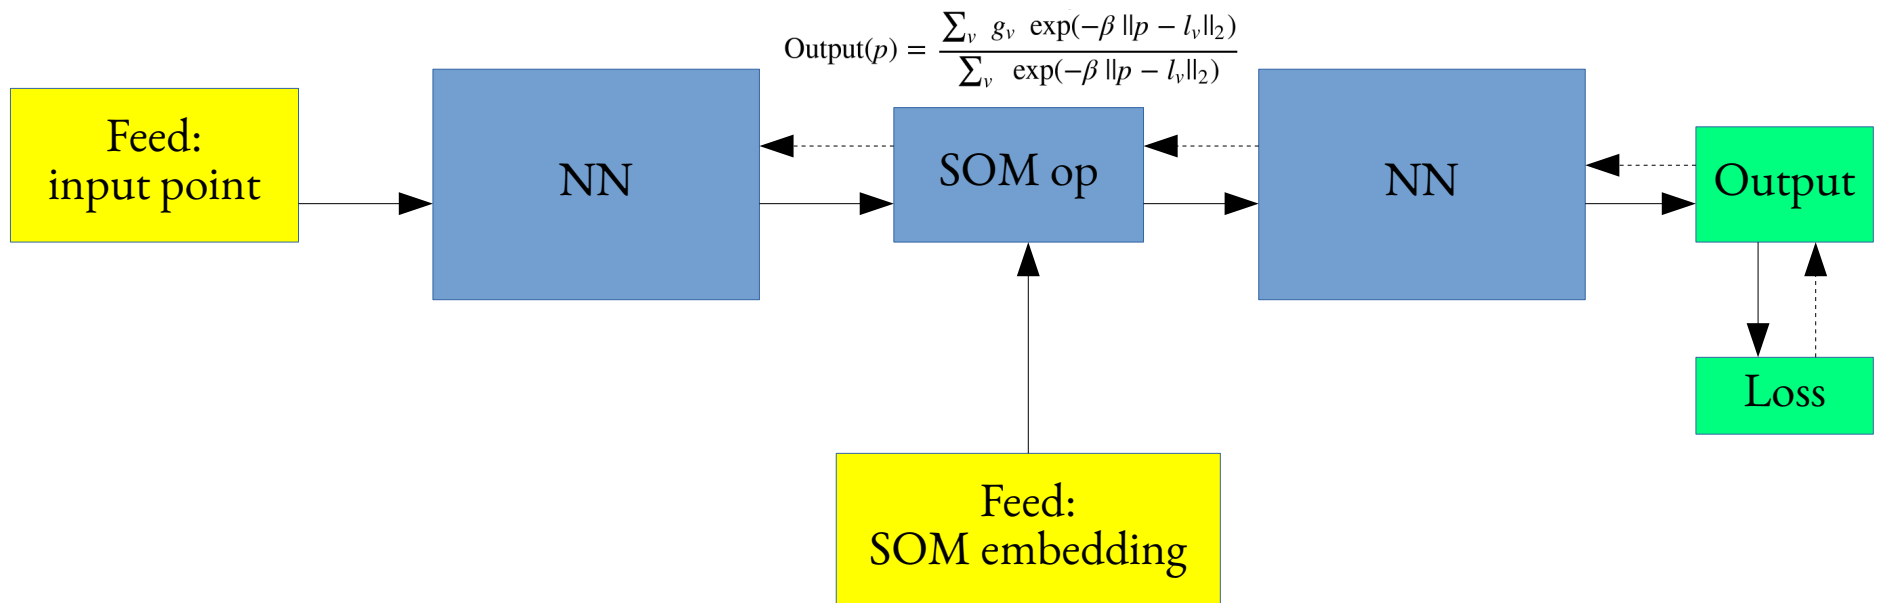 Output(p) = ∑ᵥ gᵥ exp(−β ||p − lᵥ||₂) / ∑ᵥ exp(−β ||p − lᵥ||₂)
Feed:
input point
NN
SOM op
NN
Output
Loss
Feed:
SOM embedding